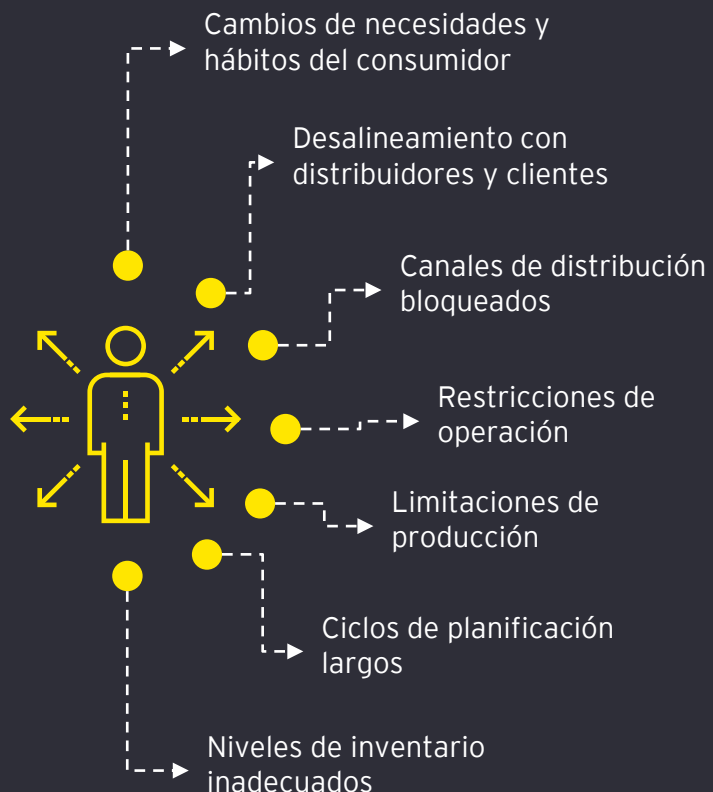 Cambios de necesidades y
hábitos del consumidor
Desalineamiento con
distribuidores y clientes
Canales de distribución
bloqueados
Restricciones de
operación
Limitaciones de
producción
Ciclos de planificación
largos
Niveles de inventario
inadecuados